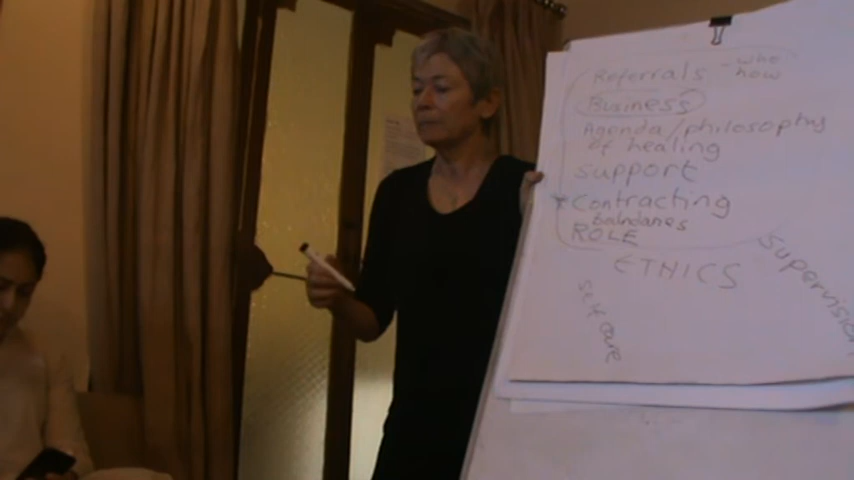 Referrals - who
how
Business
Agenda/philosophy
of healing
support
* Contracting
boundaries
ROLE
ETHICS
supervision
self care